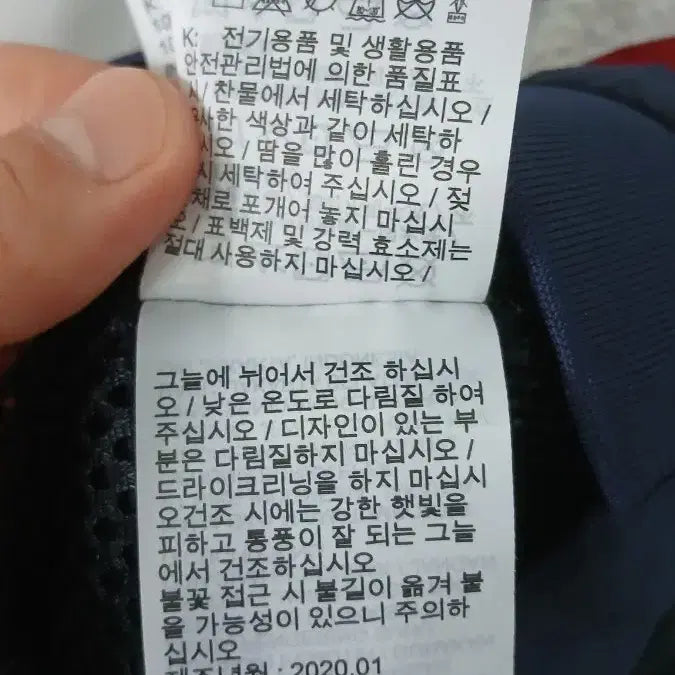 K: 전기용품 및 생활용품
안전관리법에 의한 품질표
/ 찬물에서 세탁하십시오 /
한 색상과 같이 세탁하
오 / 땀을 많이 흘린 경우
시 세탁하여 주십시오 / 젖
채로 포개어 놓지 마십시
오 / 표백제 및 강력 효소제는
절대 사용하지 마십시오 /
그늘에 뉘어서 건조 하십시
오 / 낮은 온도로 다림질 하여
주십시오 / 디자인이 있는 부
분은 다림질하지 마십시오 /
드라이크리닝을 하지 마십시
오건조 시에는 강한 햇빛을
피하고 통풍이 잘 되는 그늘
에서 건조하십시오
불꽃 접근 시 불길이 옮겨 붙
을 가능성이 있으니 주의하
십시오
제조년월 : 2020.01